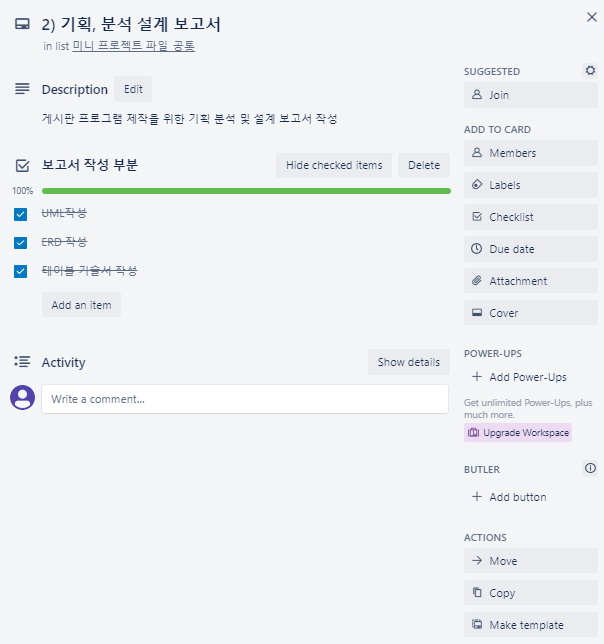 2) 기획, 분석 설계 보고서
in list 미니 프로젝트 파일 공통
Description
Edit
게시판 프로그램 제작을 위한 기획 분석 및 설계 보고서 작성
보고서 작성 부분
Hide checked items
Delete
100%
UML작성
ERD 작성
테이블 기술서 작성
Add an item
Activity
Show details
Write a comment...
SUGGESTED
Join
ADD TO CARD
Members
Labels
Checklist
Due date
Attachment
Cover
POWER-UPS
Add Power-Ups
Get unlimited Power-Ups, plus
much more.
Upgrade Workspace
BUTLER
Add button
ACTIONS
Move
Copy
Make template